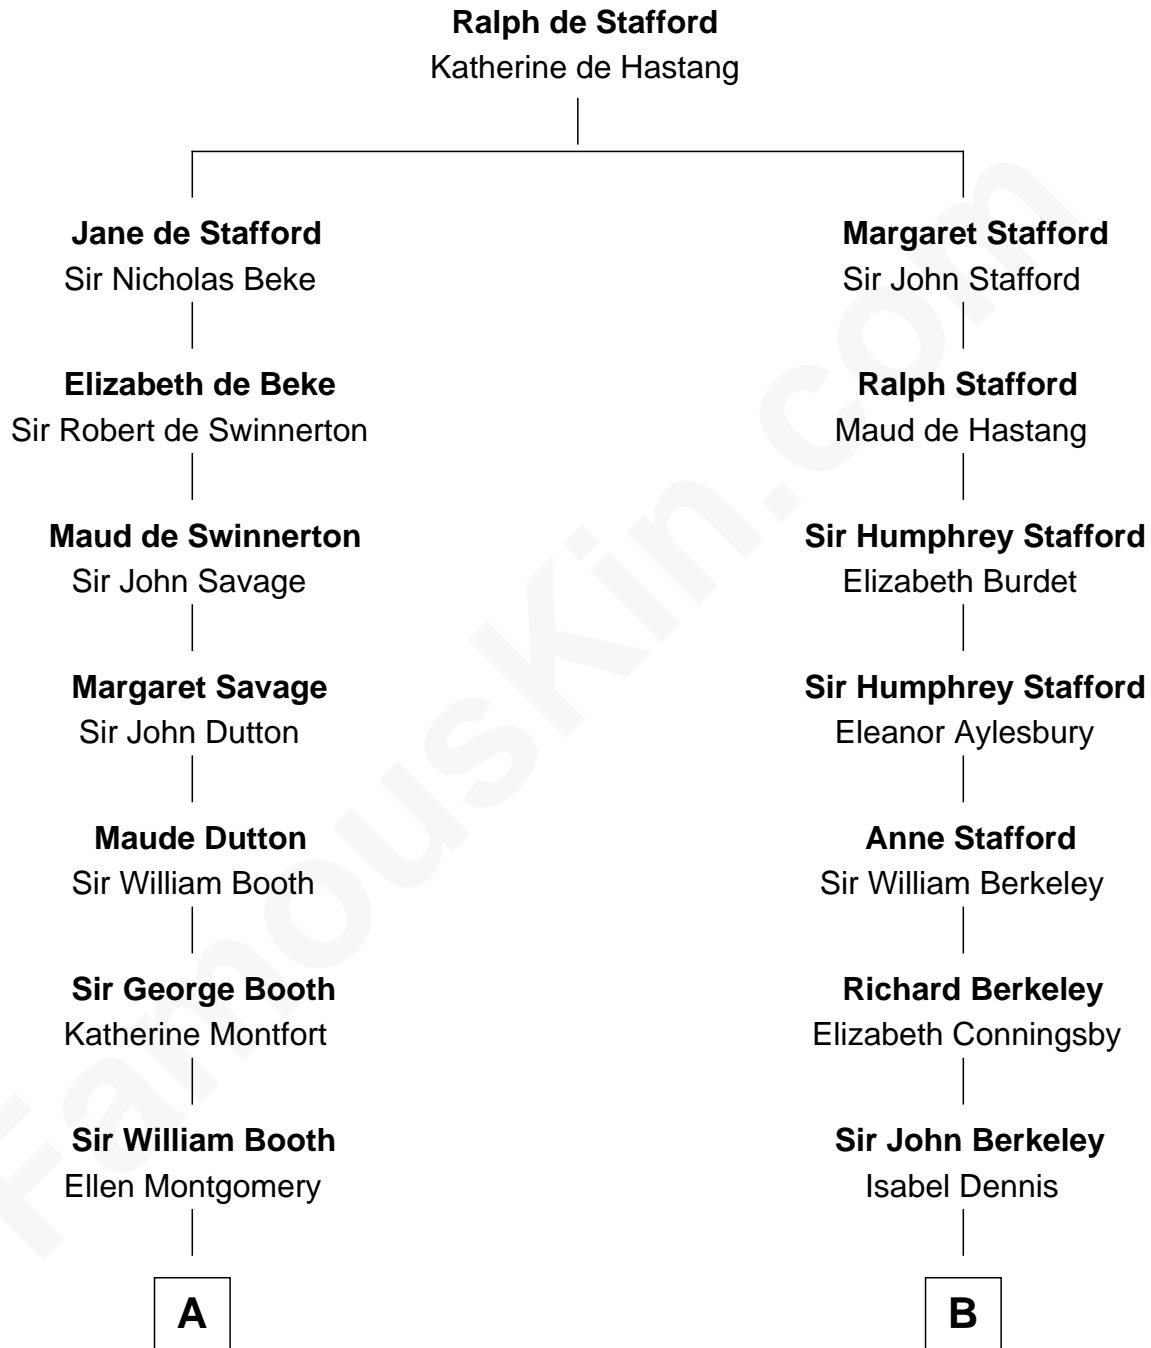 Ralph de Stafford
Katherine de Hastang
Jane de Stafford
Sir Nicholas Beke
Elizabeth de Beke
Sir Robert de Swinnerton
Maud de Swinnerton
Sir John Savage
Margaret Savage
Sir John Dutton
Maude Dutton
Sir William Booth
Sir George Booth
Katherine Montfort
Sir William Booth
Ellen Montgomery
A
Margaret Stafford
Sir John Stafford
Ralph Stafford
Maud de Hastang
Sir Humphrey Stafford
Elizabeth Burdet
Sir Humphrey Stafford
Eleanor Aylesbury
Anne Stafford
Sir William Berkeley
Richard Berkeley
Elizabeth Conningsby
Sir John Berkeley
Isabel Dennis
B
FamousKin.com